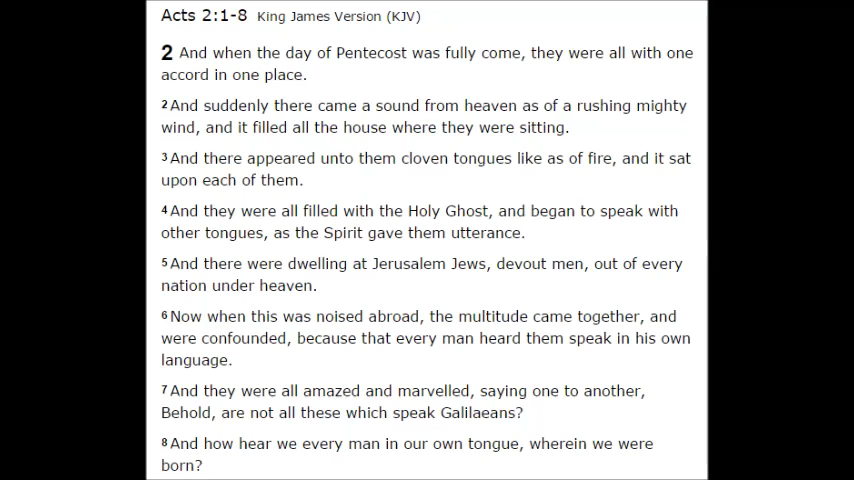 Acts 2:1-8 King James Version (KJV)
2 And when the day of Pentecost was fully come, they were all with one
accord in one place.
2 And suddenly there came a sound from heaven as of a rushing mighty
wind, and it filled all the house where they were sitting.
3 And there appeared unto them cloven tongues like as of fire, and it sat
upon each of them.
4 And they were all filled with the Holy Ghost, and began to speak with
other tongues, as the Spirit gave them utterance.
5 And there were dwelling at Jerusalem Jews, devout men, out of every
nation under heaven.
6 Now when this was noised abroad, the multitude came together, and
were confounded, because that every man heard them speak in his own
language.
7 And they were all amazed and marvelled, saying one to another,
Behold, are not all these which speak Galilaeans?
8 And how hear we every man in our own tongue, wherein we were
born?